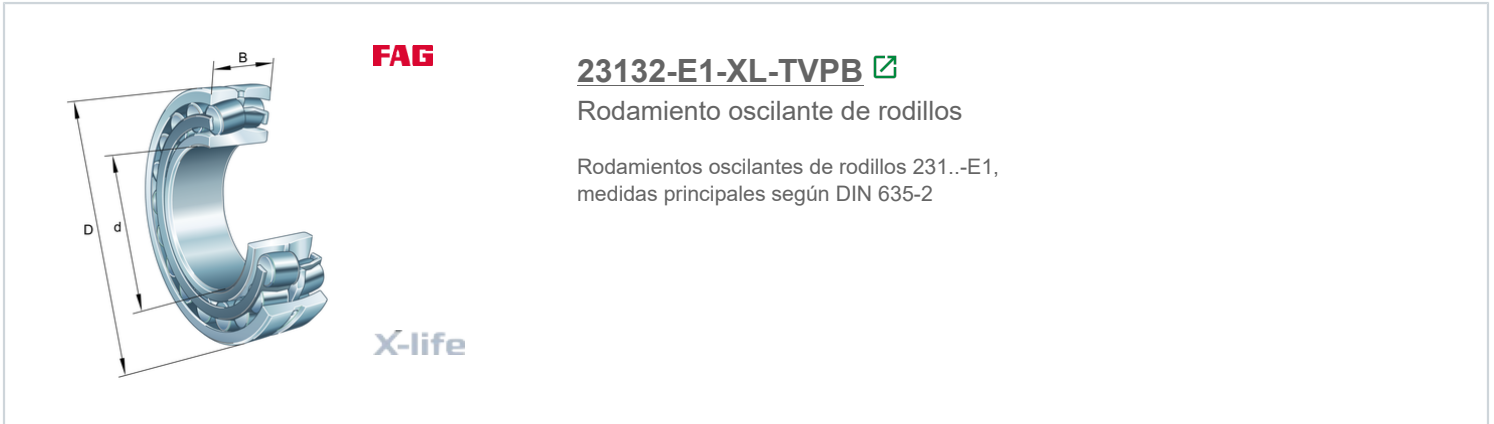 FAG
B
D
d
X-life
23132-E1-XL-TVPB
Rodamiento oscilante de rodillos
Rodamientos oscilantes de rodillos 231..-E1,
medidas principales según DIN 635-2